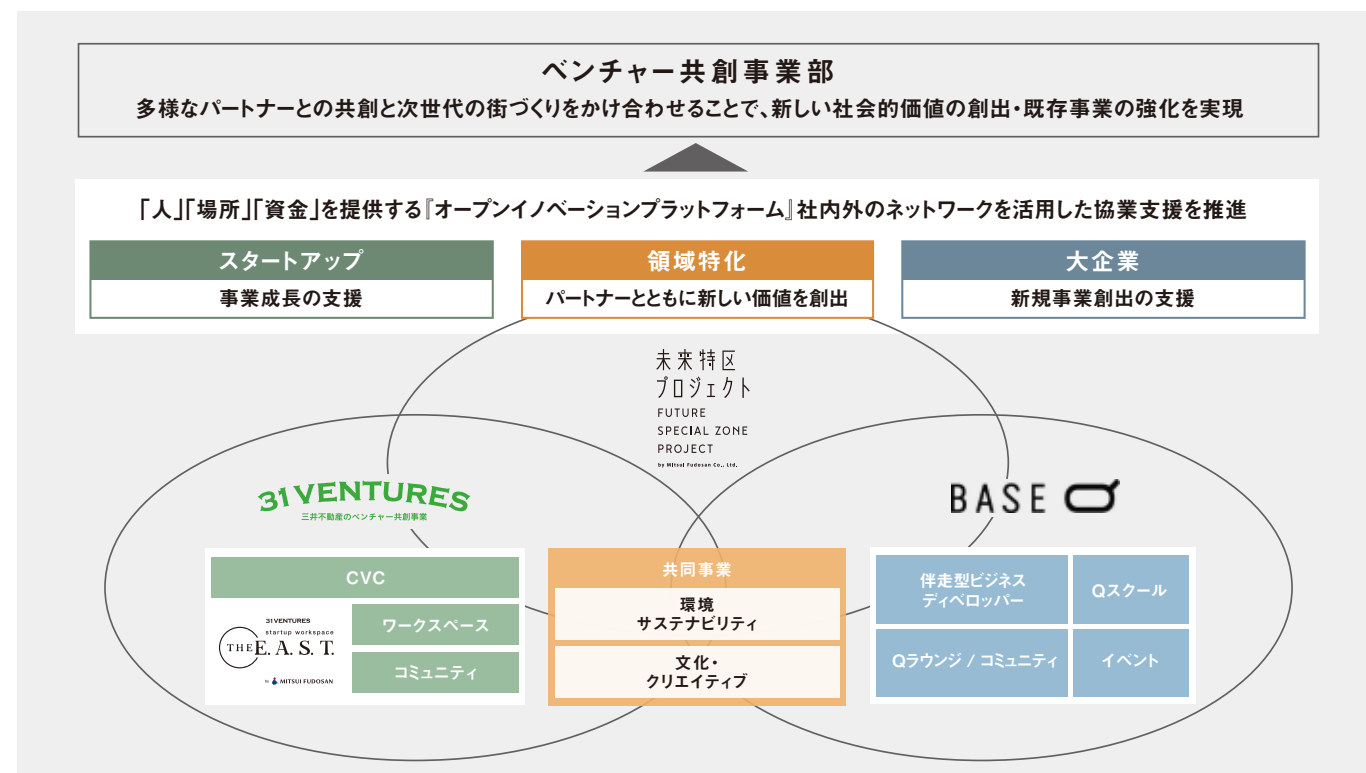 ベンチャー共創事業部
多様なパートナーとの共創と次世代の街づくりをかけ合わせることで、新しい社会的価値の創出・既存事業の強化を実現
「人」「場所」「資金」を提供する『オープンイノベーションプラットフォーム』社内外のネットワークを活用した協業支援を推進
スタートアップ
事業成長の支援
領域特化
パートナーとともに新しい価値を創出
大企業
新規事業創出の支援
未来特区
プロジェクト
FUTURE
SPECIAL ZONE
PROJECT
by Mitsui Fudosan Co., Ltd.
31 VENTURES
三井不動産のベンチャー共創事業
CVC
31VENTURES
startup workspace
THE E. A. S. T.
by MITSUI FUDOSAN
ワークスペース
コミュニティ
共同事業
環境
サステナビリティ
文化・
クリエイティブ
BASE Q
伴走型ビジネス
ディベロッパー
Qスクール
Qラウンジ / コミュニティ
イベント